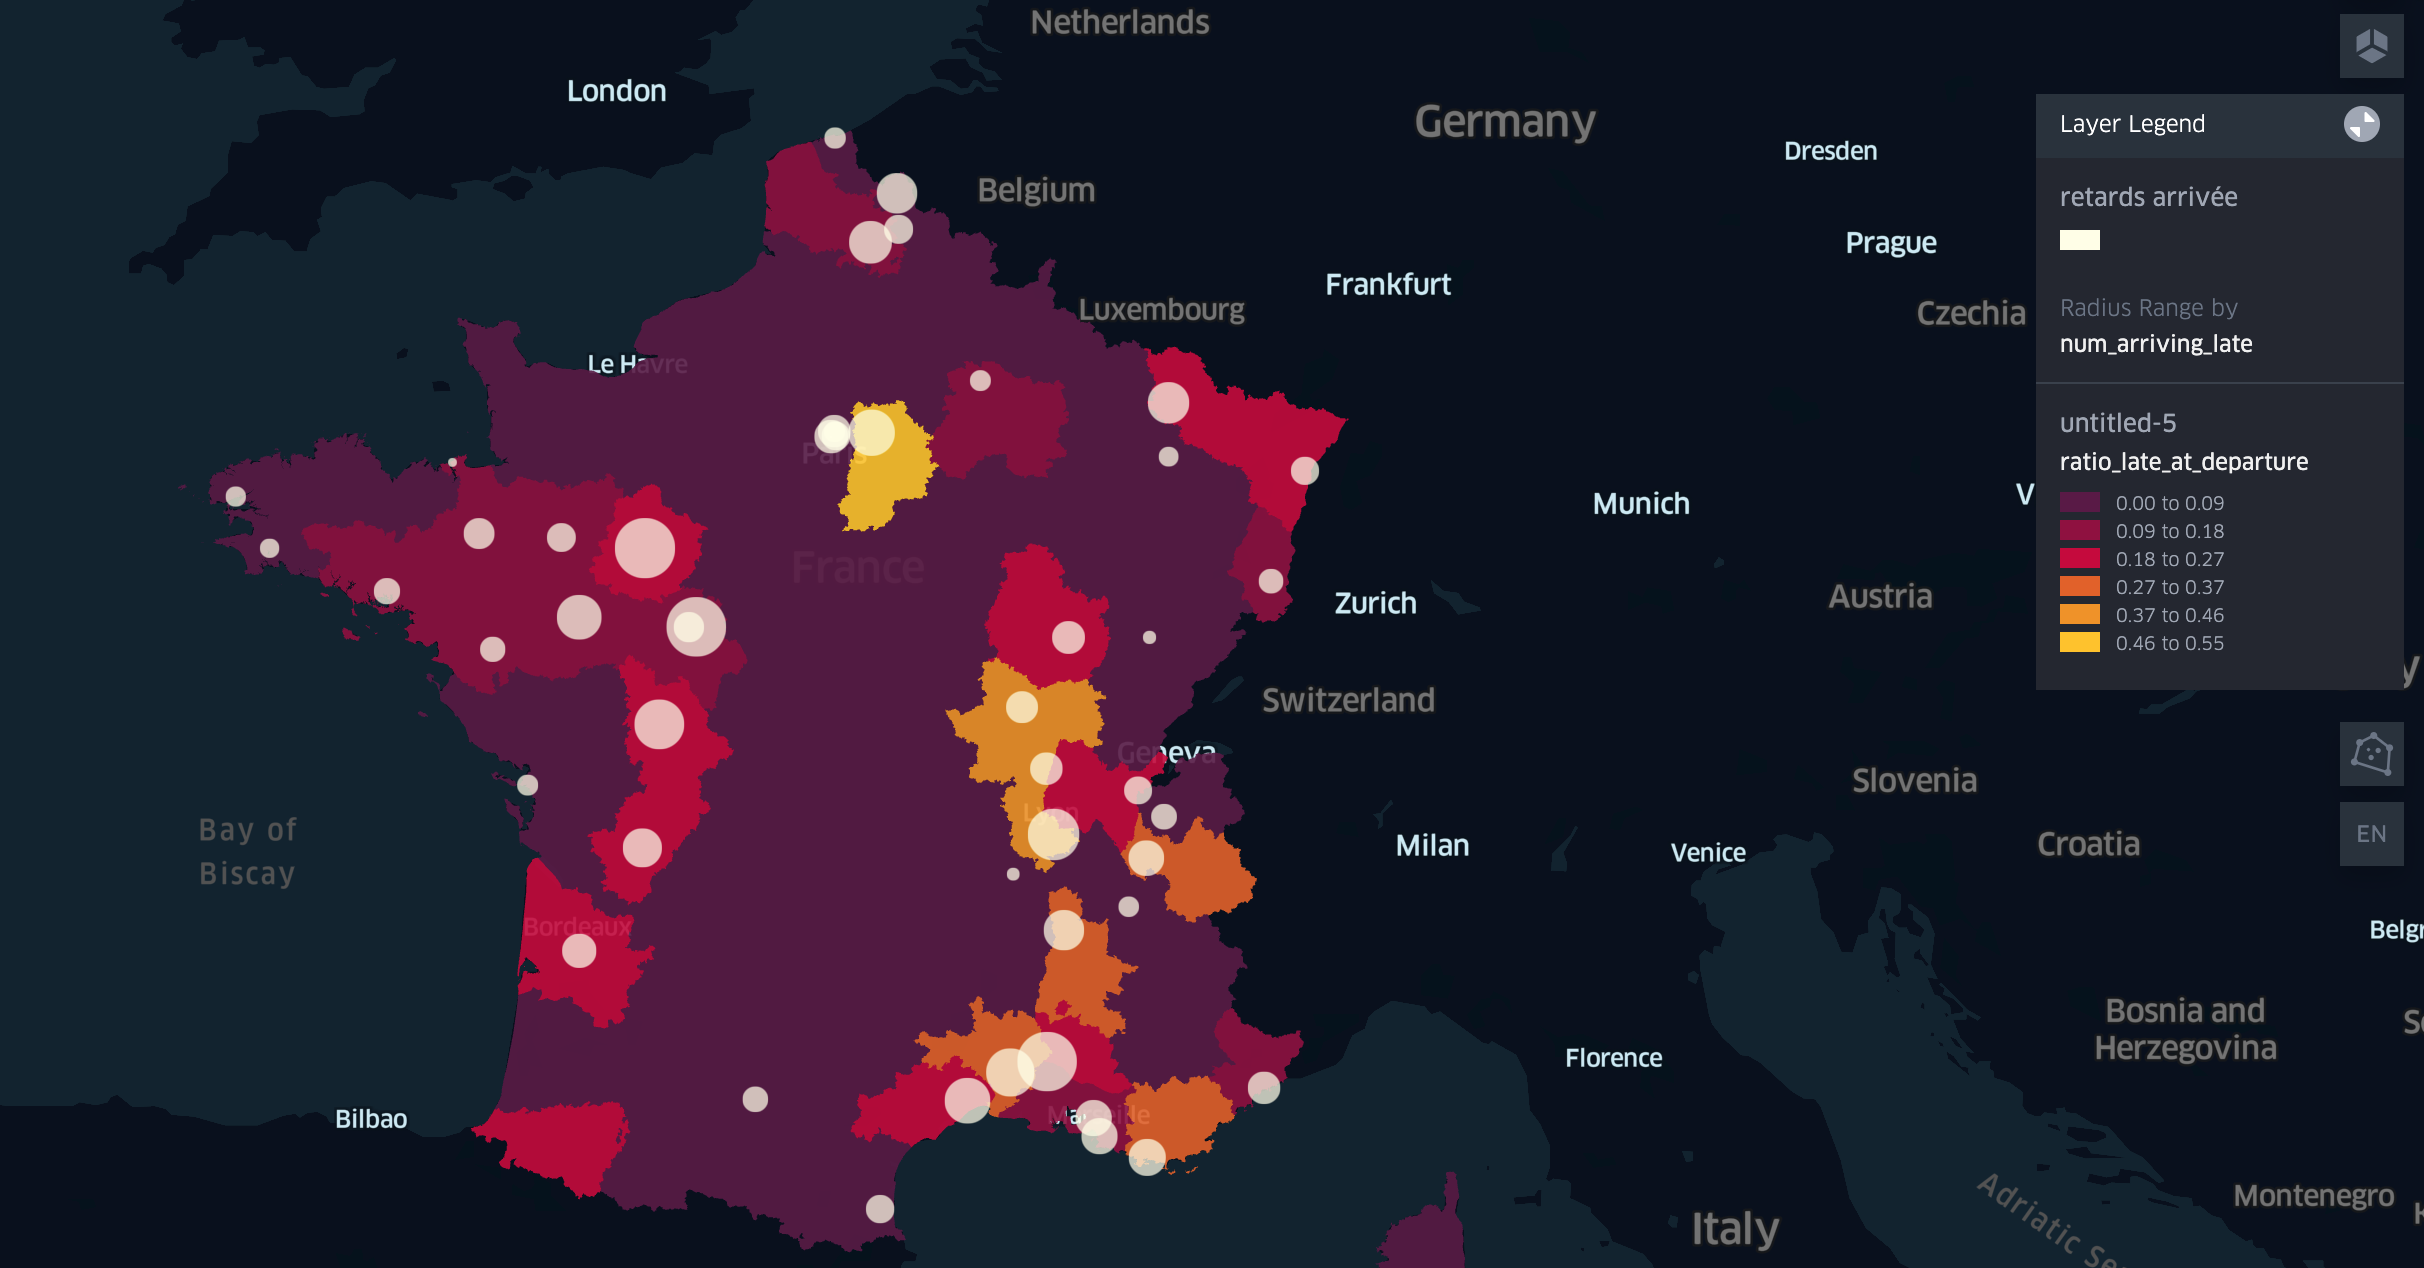 Netherlands
London
Germany
Dresden
Belgium
Prague
Frankfurt
Luxembourg
Czechia
Le Havre
Paris
Munich
V
France
Zurich
Austria
Switzerland
Geneva
Slovenia
Lyon
Bay of
Biscay
Milan
Venice
Croatia
Bordeaux
Belgr
Bosnia and
Herzegovina
Florence
Marseille
Bilbao
Italy
Montenegro
Adriatic Se
Layer Legend
retards arrivée
Radius Range by
num_arriving_late
untitled-5
ratio_late_at_departure
0.00 to 0.09
0.09 to 0.18
0.18 to 0.27
0.27 to 0.37
0.37 to 0.46
0.46 to 0.55
y
EN